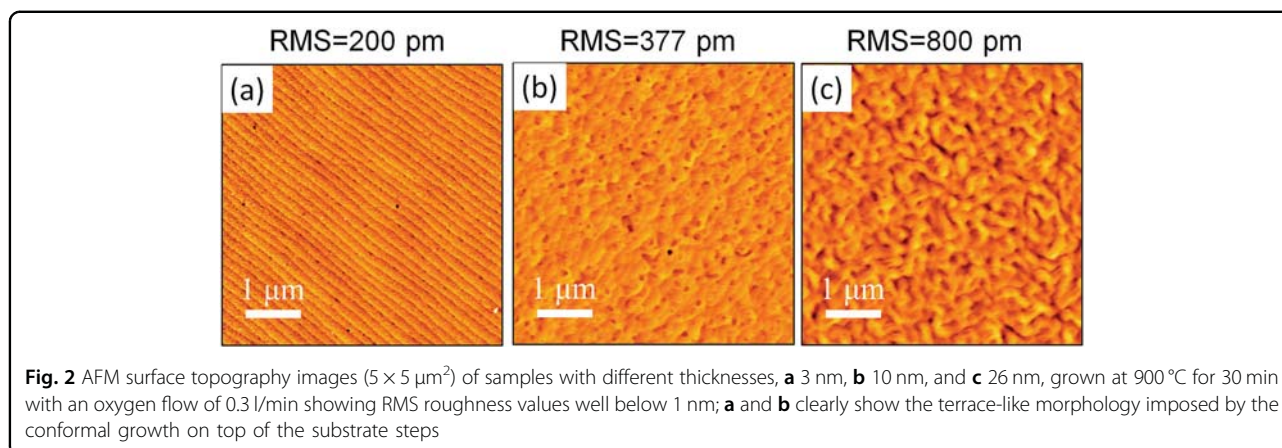 RMS=200 pm RMS=377 pm RMS=800 pm
(a) (b) (c)
1 μm 1 μm 1 μm
Fig. 2 AFM surface topography images (5 × 5 μm²) of samples with different thicknesses, a 3 nm, b 10 nm, and c 26 nm, grown at 900 °C for 30 min
with an oxygen flow of 0.3 l/min showing RMS roughness values well below 1 nm; a and b clearly show the terrace-like morphology imposed by the
conformal growth on top of the substrate steps